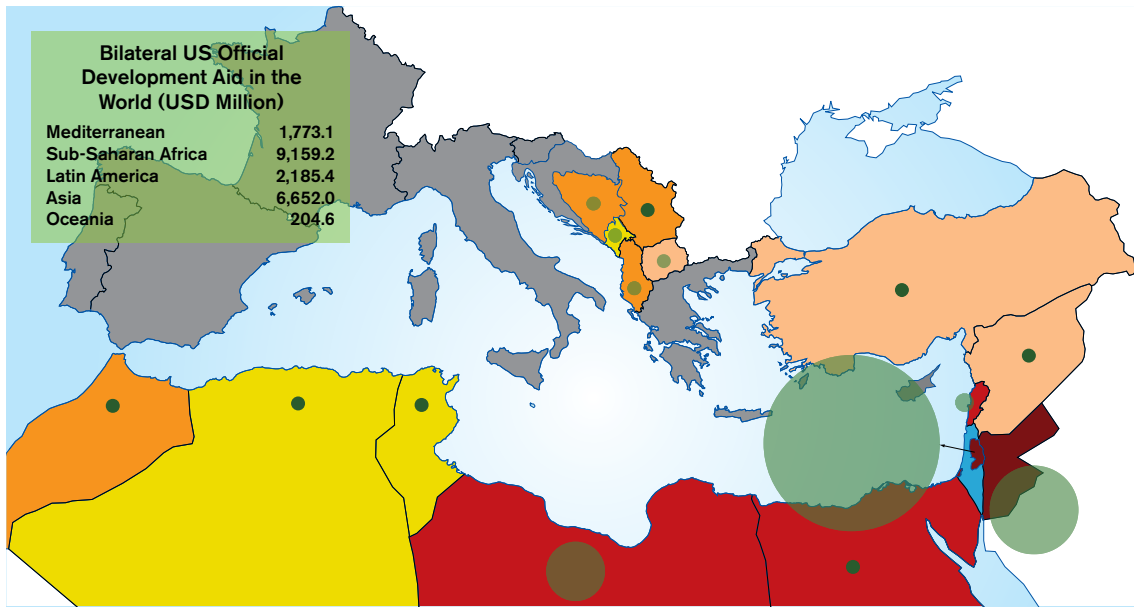 Bilateral US Official
Development Aid in the
World (USD Million)
Mediterranean 1,773.1
Sub-Saharan Africa 9,159.2
Latin America 2,185.4
Asia 6,652.0
Oceania 204.6